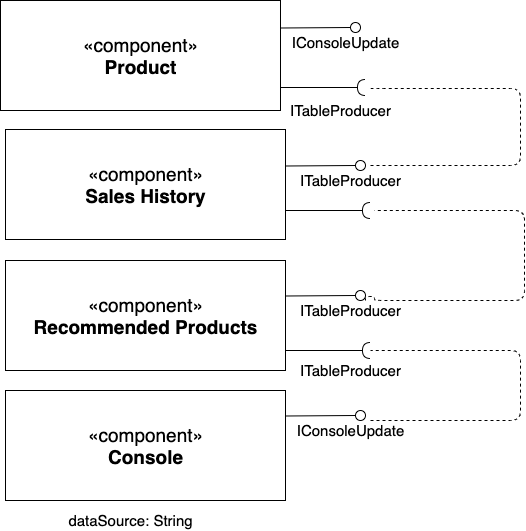 «component»
Product
IConsoleUpdate
ITableProducer
«component»
Sales History
ITableProducer
«component»
Recommended Products
ITableProducer
ITableProducer
«component»
Console
IConsoleUpdate
dataSource: String